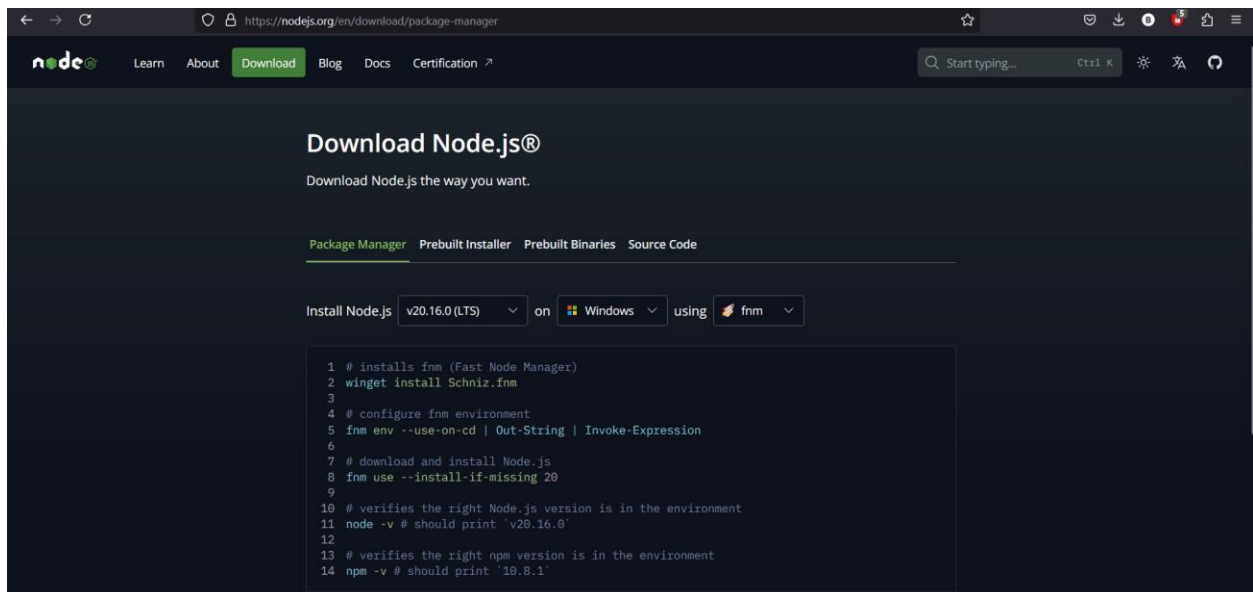 https://nodejs.org/en/download/package-manager
5
node
Learn About Download Blog Docs Certification ↗
Start typing... Ctrl K
Download Node.js®
Download Node.js the way you want.
Package Manager Prebuilt Installer Prebuilt Binaries Source Code
Install Node.js v20.16.0 (LTS) on Windows using fnm
1 # installs fnm (Fast Node Manager)
2 winget install Schniz.fnm
3
4 # configure fnm environment
5 fnm env --use-on-cd | Out-String | Invoke-Expression
6
7 # download and install Node.js
8 fnm use --install-if-missing 20
9
10 # verifies the right Node.js version is in the environment
11 node -v # should print `v20.16.0`
12
13 # verifies the right npm version is in the environment
14 npm -v # should print `10.8.1`